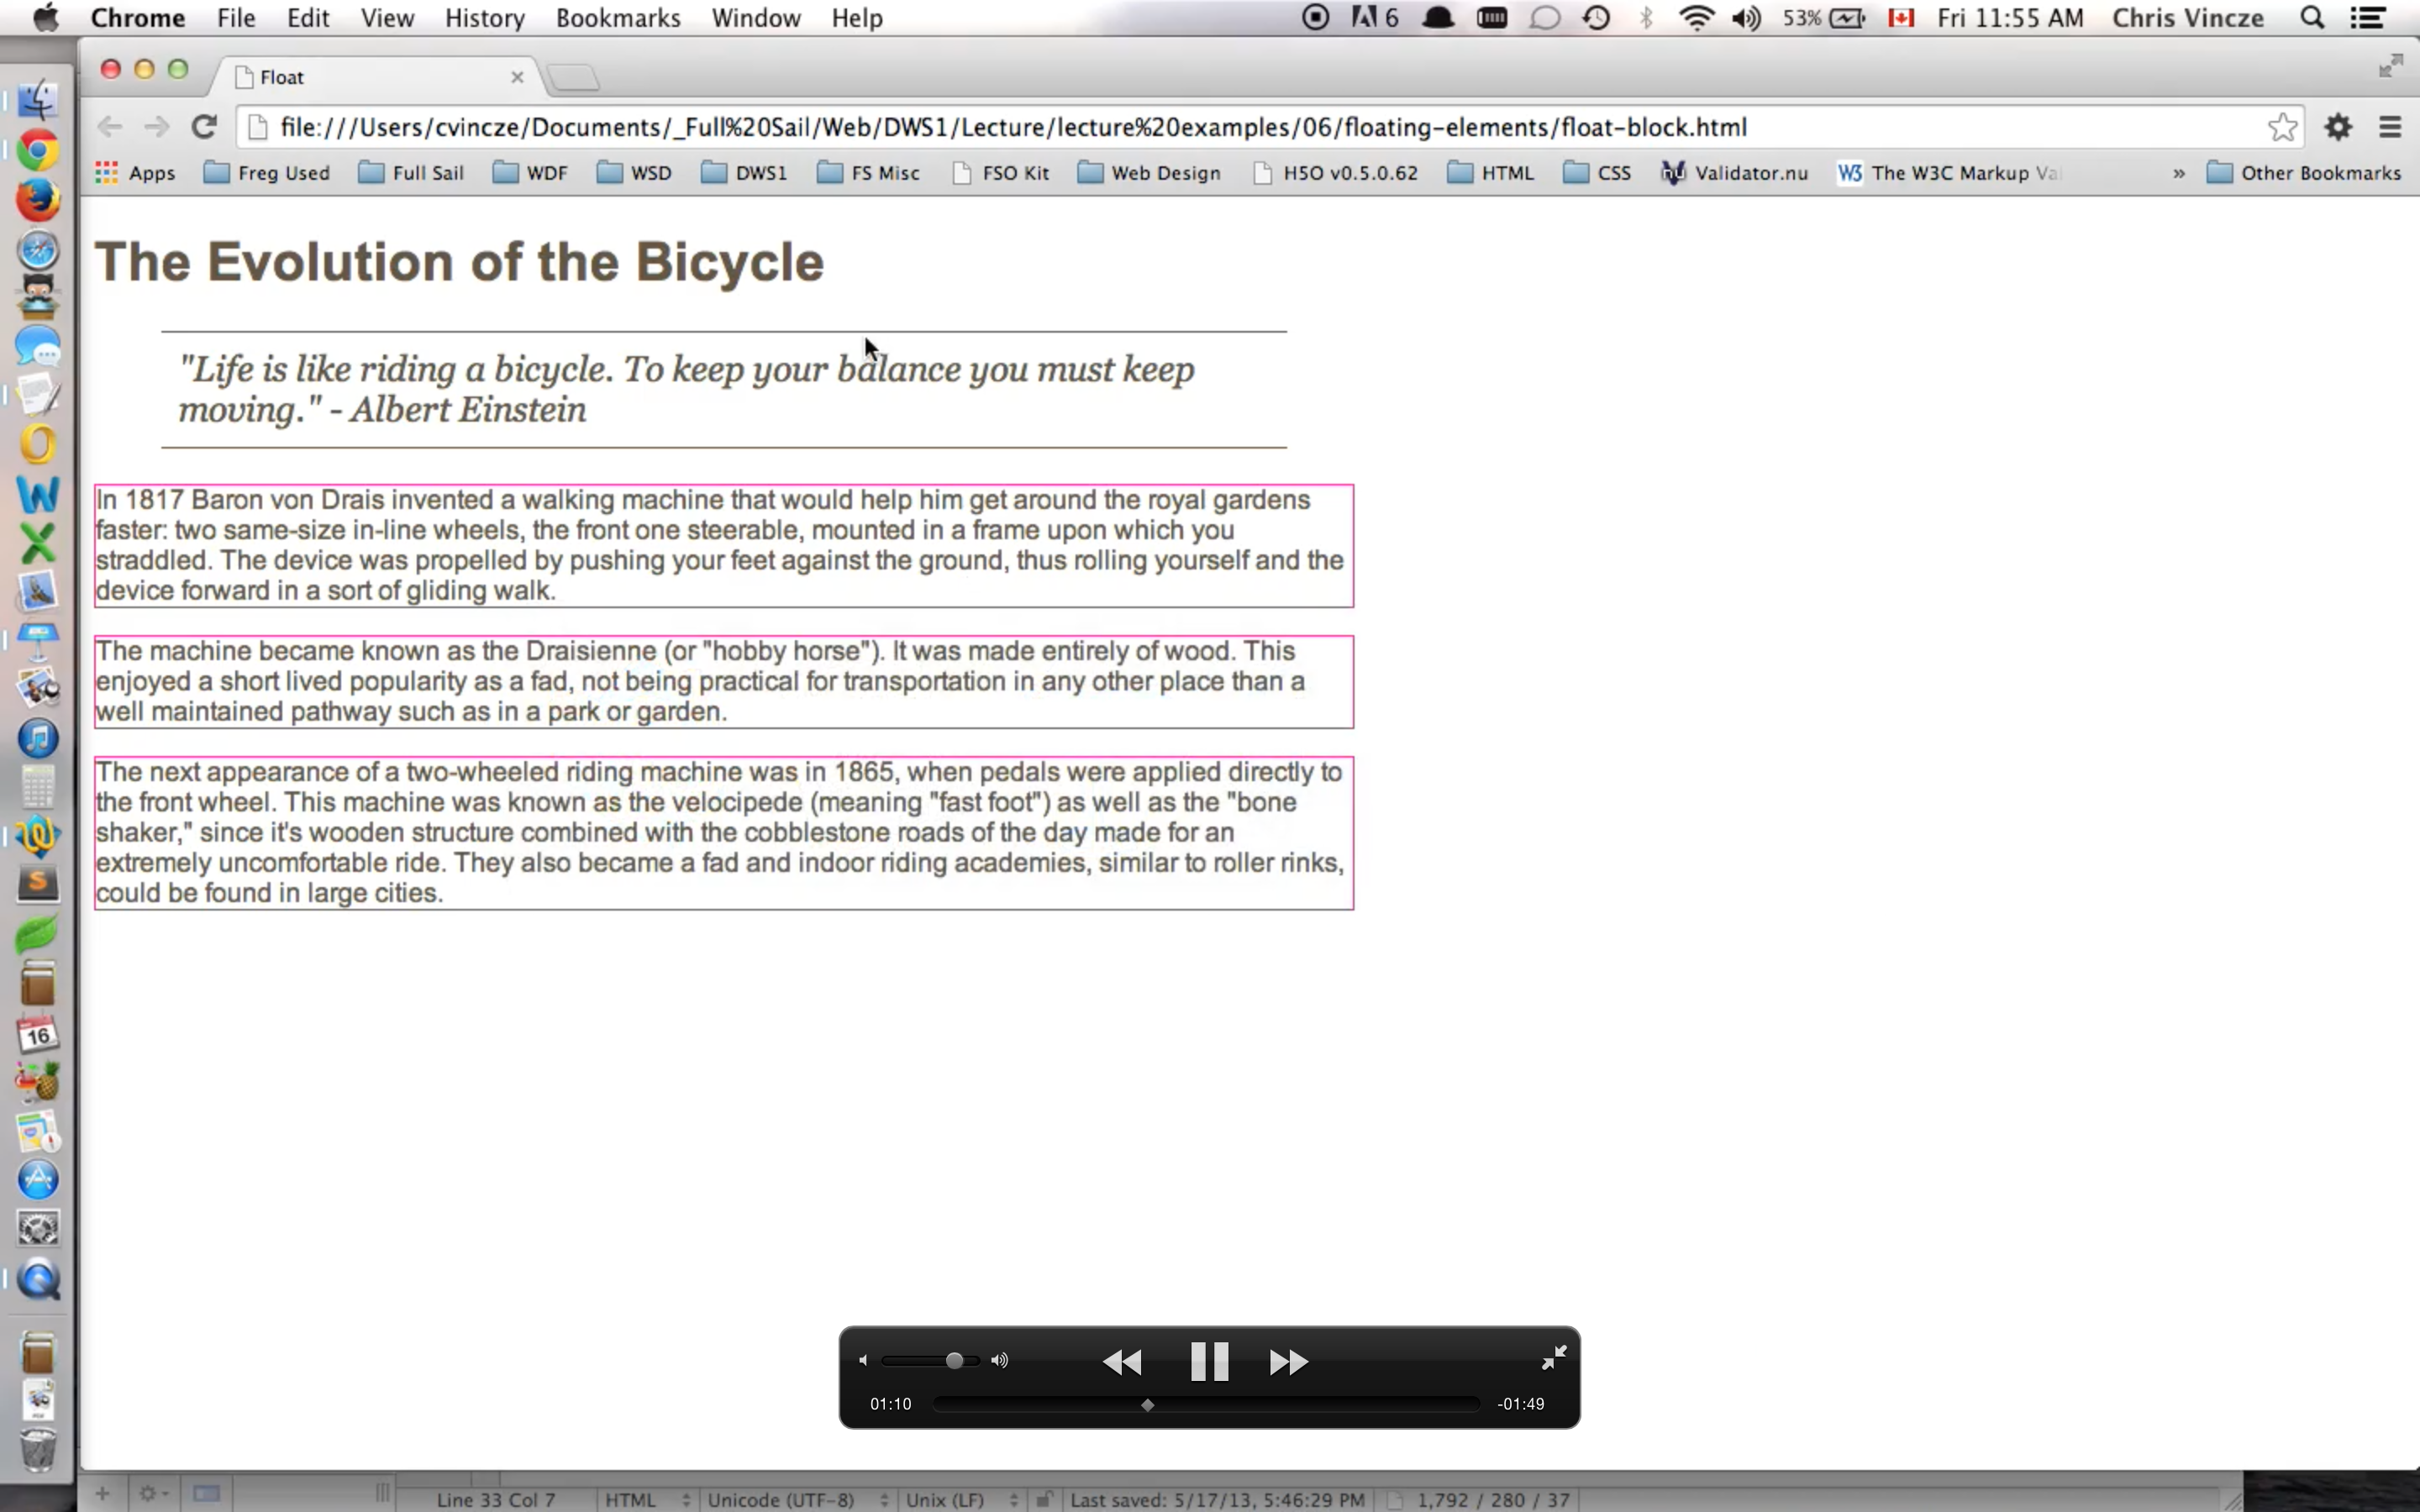 Chrome File Edit View History Bookmarks Window Help 6 53% Fri 11:55 AM Chris Vincze
Float
file:///Users/cvincze/Documents/_Full%20Sail/Web/DWS1/Lecture/lecture%20examples/06/floating-elements/float-block.html
Apps Freq Used Full Sail WDF WSD DWS1 FS Misc FSO Kit Web Design H5O v0.5.0.62 HTML CSS Validator.nu W3 The W3C Markup » Other Bookmarks
The Evolution of the Bicycle
"Life is like riding a bicycle. To keep your balance you must keep
moving." - Albert Einstein
In 1817 Baron von Drais invented a walking machine that would help him get around the royal gardens
faster: two same-size in-line wheels, the front one steerable, mounted in a frame upon which you
straddled. The device was propelled by pushing your feet against the ground, thus rolling yourself and the
device forward in a sort of gliding walk.
The machine became known as the Draisienne (or "hobby horse"). It was made entirely of wood. This
enjoyed a short lived popularity as a fad, not being practical for transportation in any other place than a
well maintained pathway such as in a park or garden.
The next appearance of a two-wheeled riding machine was in 1865, when pedals were applied directly to
the front wheel. This machine was known as the velocipede (meaning "fast foot") as well as the "bone
shaker," since it's wooden structure combined with the cobblestone roads of the day made for an
extremely uncomfortable ride. They also became a fad and indoor riding academies, similar to roller rinks,
could be found in large cities.
16
01:10 -01:49
Line 33 Col 7 HTML Unicode (UTF-8) Unix (LF) Last saved: 5/17/13, 5:46:29 PM 1,792 / 280 / 37